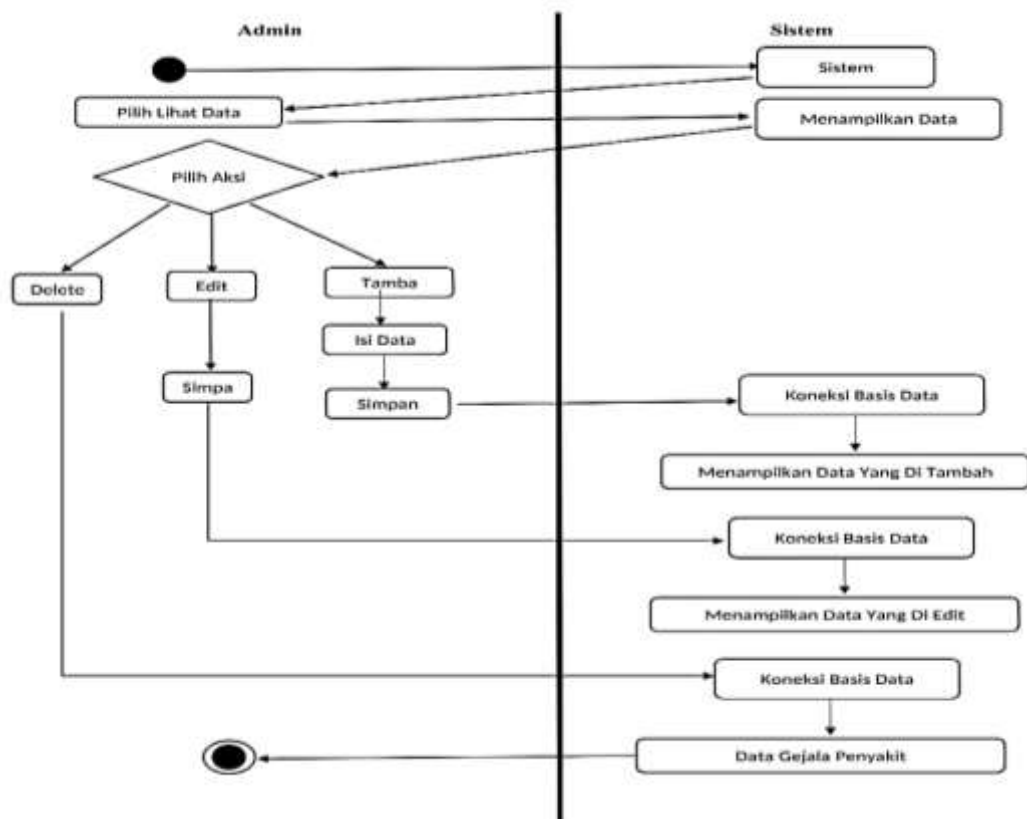 Admin
Sistem
Sistem
Pilih Lihat Data
Menampilkan Data
Pilih Aksi
Delete
Edit
Tamba
Isi Data
Simpa
Simpan
Koneksi Basis Data
Menampilkan Data Yang Di Tambah
Koneksi Basis Data
Menampilkan Data Yang Di Edit
Koneksi Basis Data
Data Gejala Penyakit